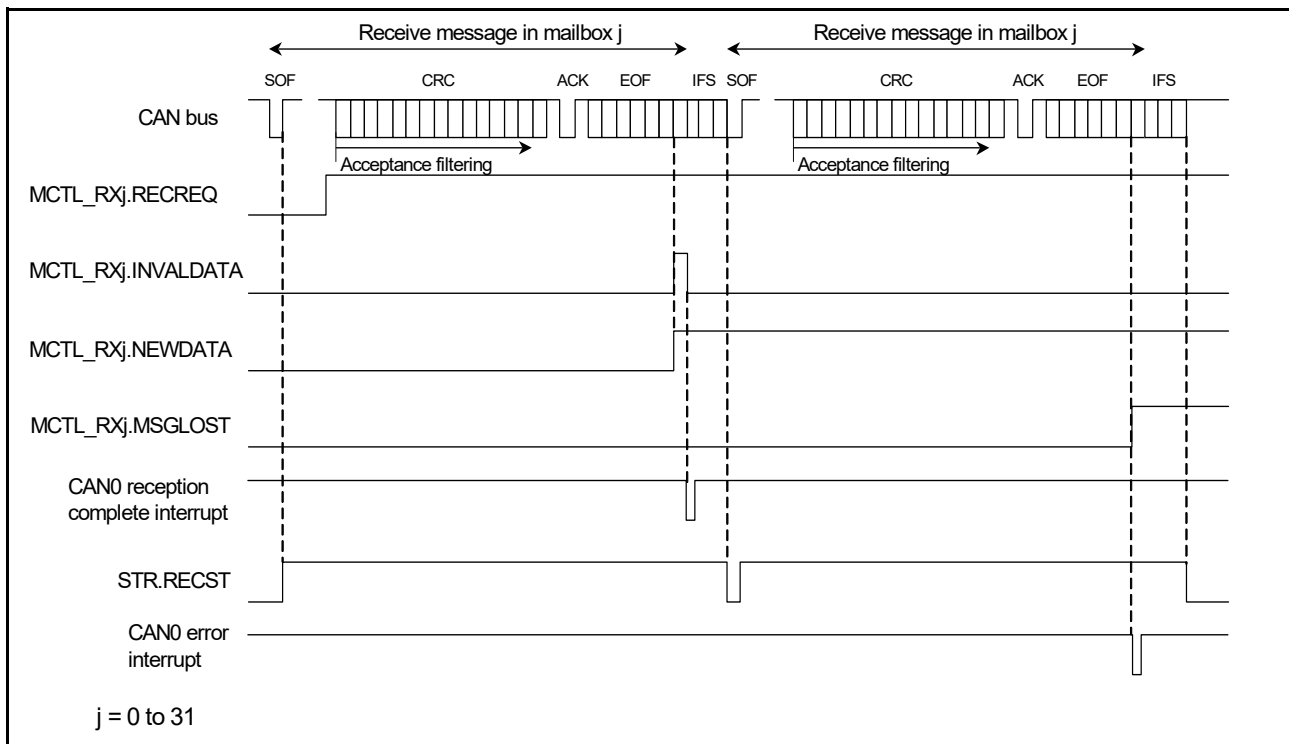 Receive message in mailbox j Receive message in mailbox j
SOF CRC ACK EOF IFS SOF CRC ACK EOF IFS
CAN bus
Acceptance filtering Acceptance filtering
MCTL_RXj.RECREQ
MCTL_RXj.INVALDATA
MCTL_RXj.NEWDATA
MCTL_RXj.MSGLOST
CAN0 reception
complete interrupt
STR.RECST
CAN0 error
interrupt
j = 0 to 31